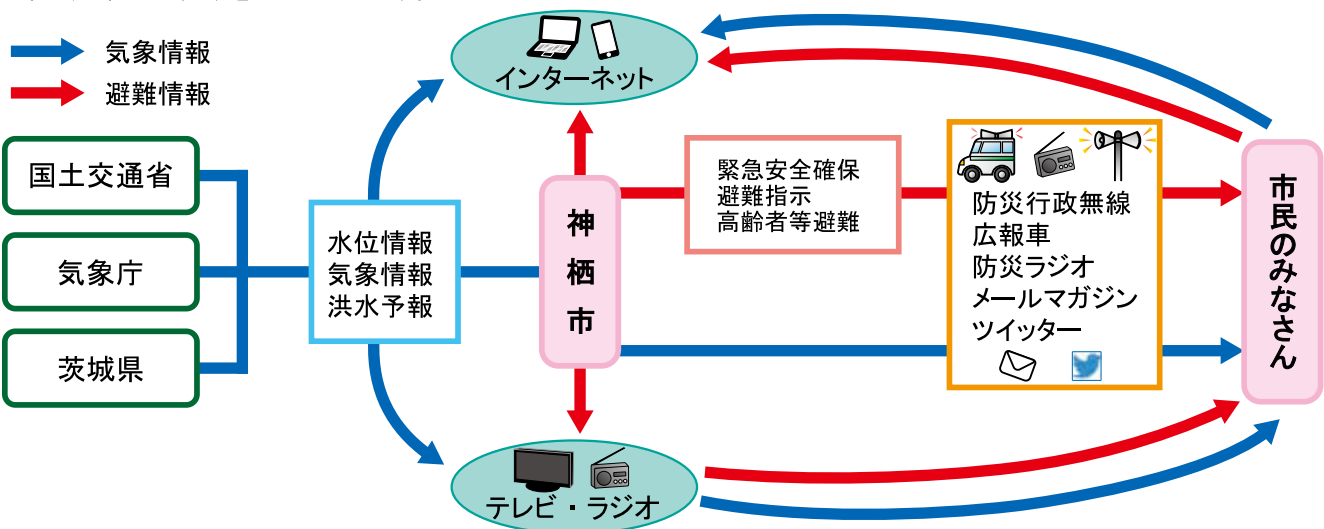 気象情報
避難情報
国土交通省
気象庁
茨城県
水位情報
気象情報
洪水予報
インターネット
神栖市
テレビ・ラジオ
緊急安全確保
避難指示
高齢者等避難
防災行政無線
広報車
防災ラジオ
メールマガジン
ツイッター
市民のみなさん